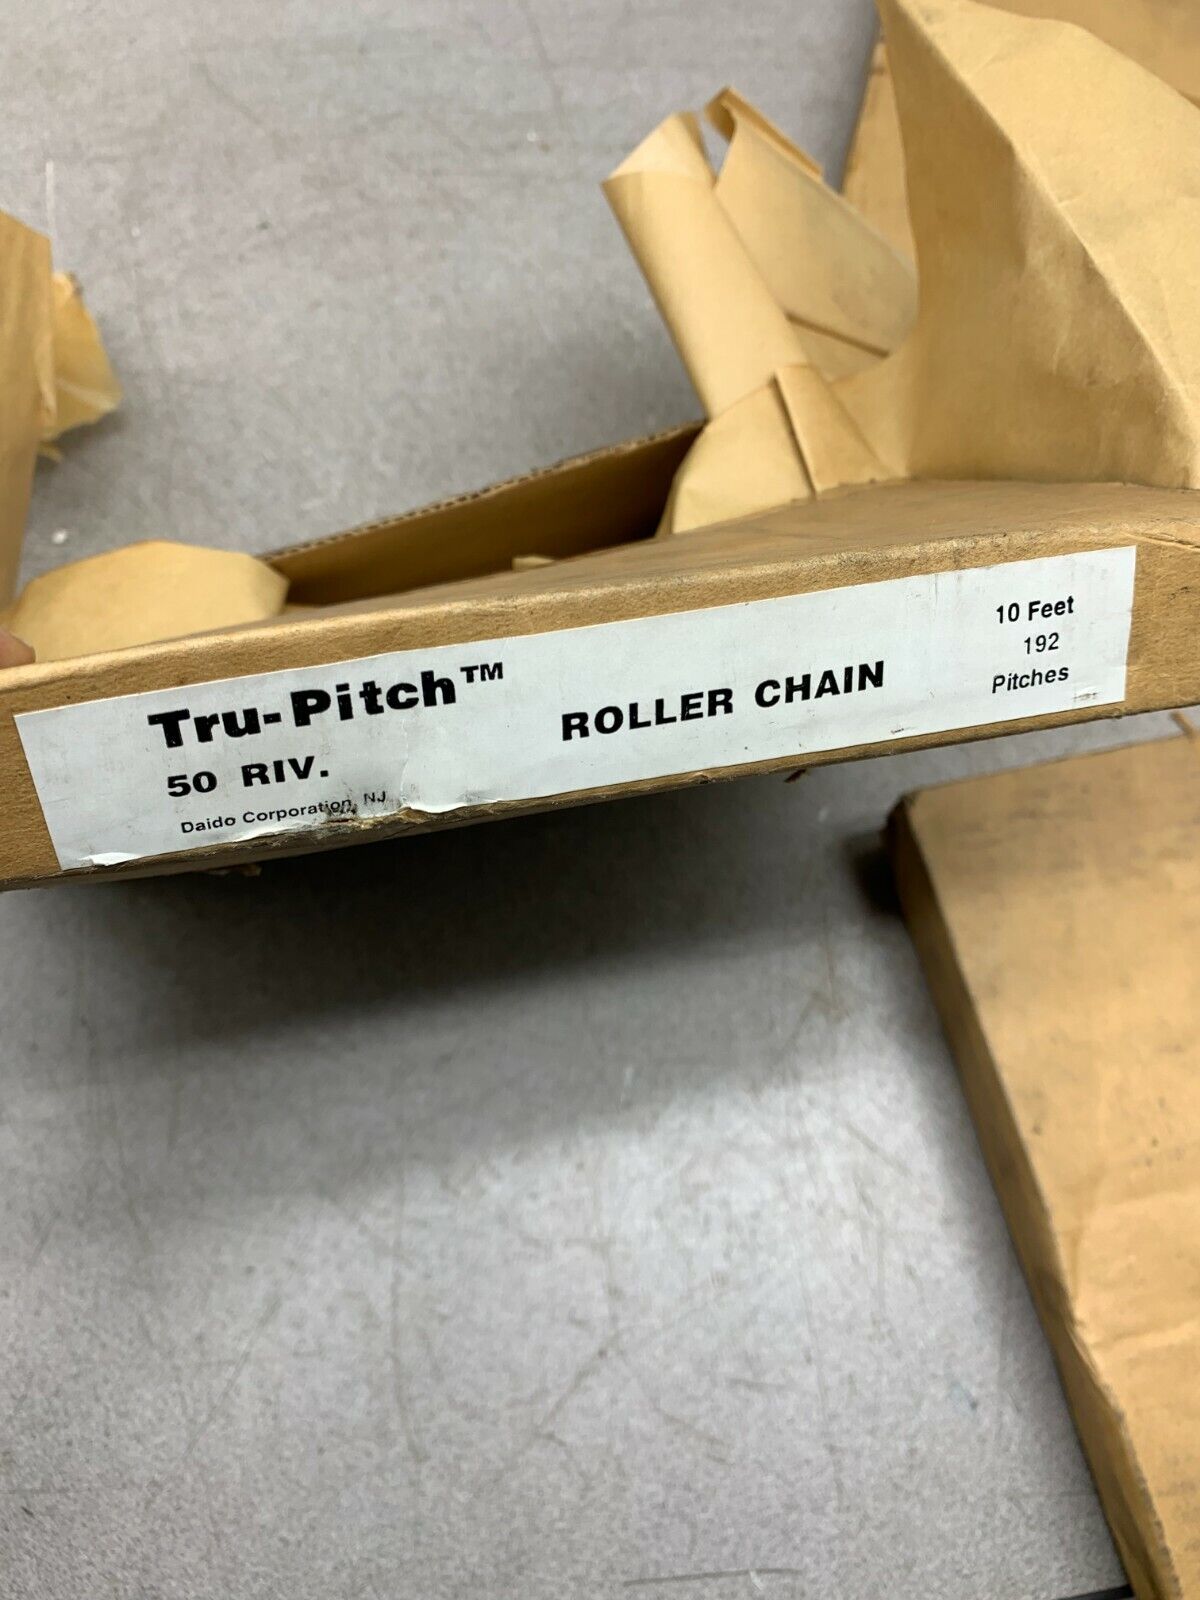 Tru-Pitch™
50 RIV.
Daido Corporation, NJ
ROLLER CHAIN
10 Feet
192
Pitches